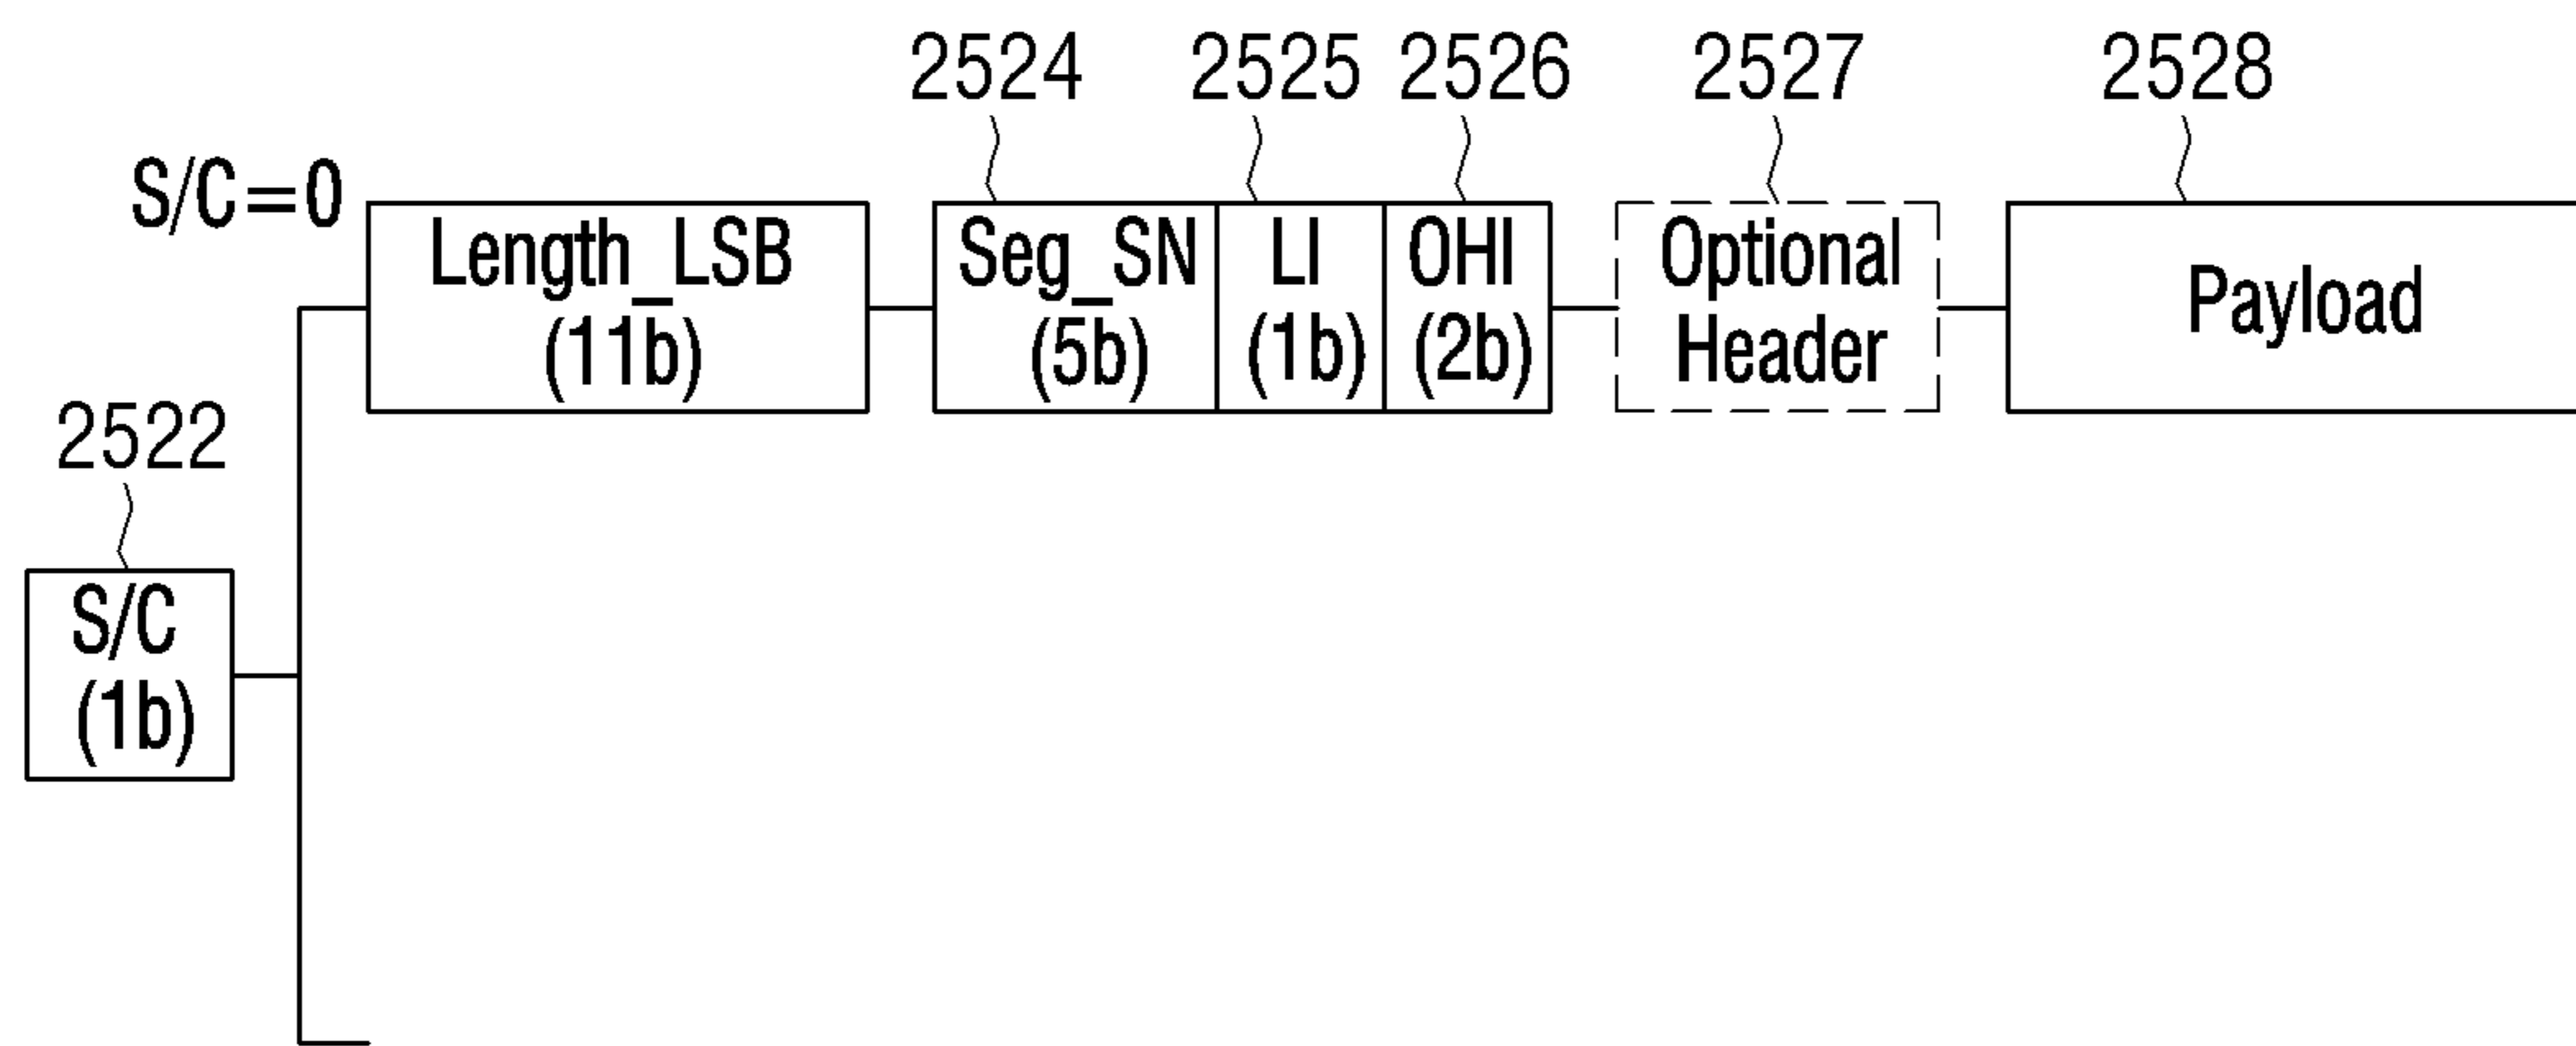 2524 2525 2526 2527 2528
S/C=0
Length_LSB Seg_SN LI OHI Optional Payload
(11b) (5b) (1b) (2b) Header
2522
S/C
(1b)